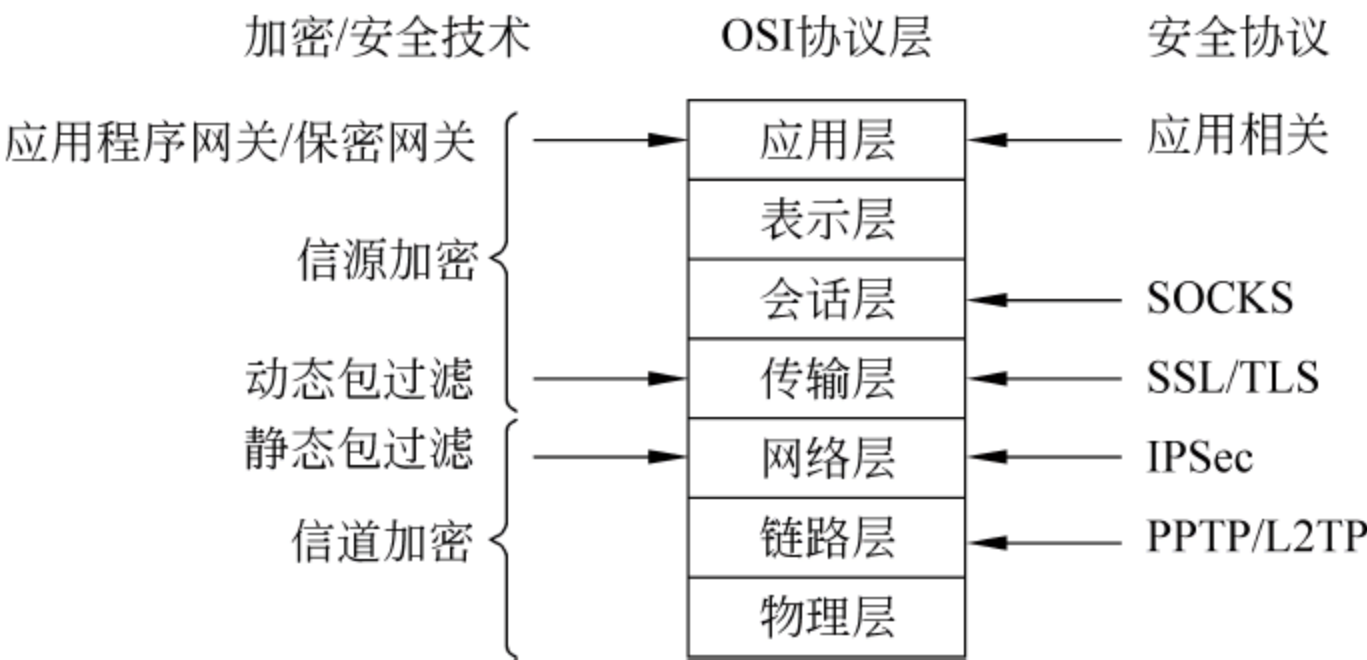 加密/安全技术 OSI协议层 安全协议
应用程序网关/保密网关 应用层 应用相关
表示层
信源加密
会话层 SOCKS
动态包过滤 传输层 SSL/TLS
静态包过滤 网络层 IPSec
信道加密 链路层 PPTP/L2TP
物理层